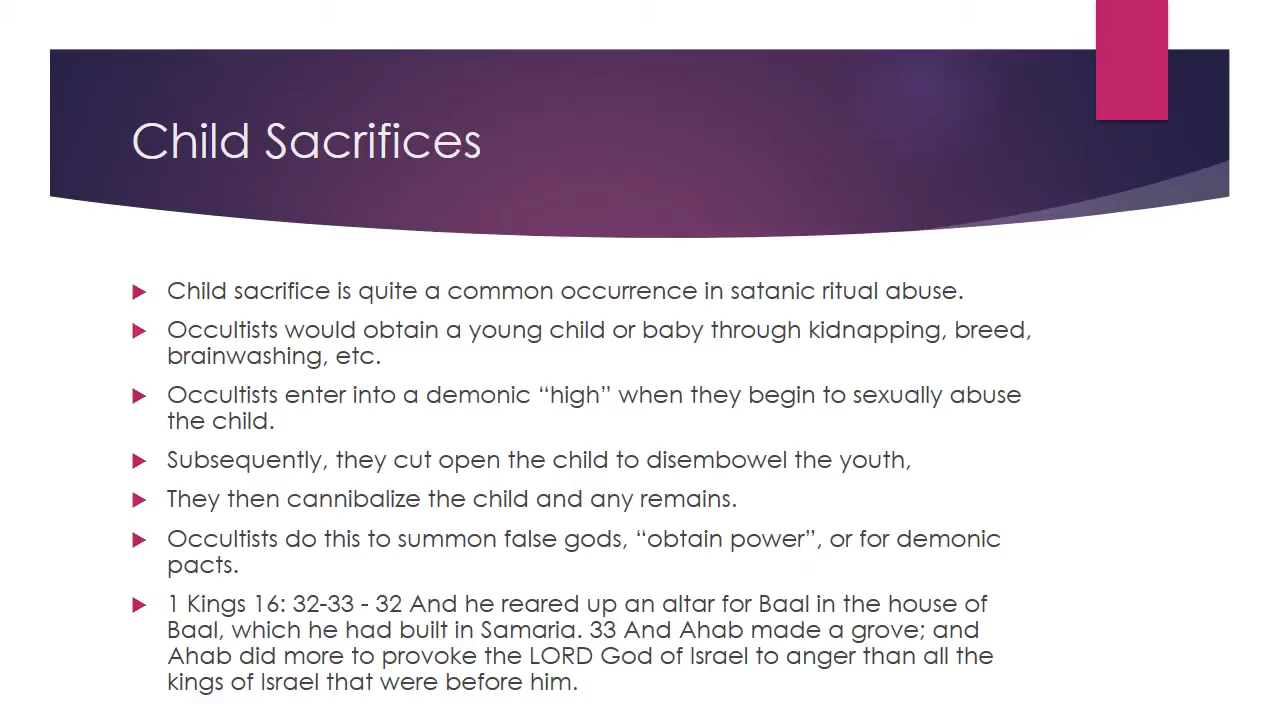 Child Sacrifices
Child sacrifice is quite a common occurrence in satanic ritual abuse.
Occultists would obtain a young child or baby through kidnapping, breed,
brainwashing, etc.
Occultists enter into a demonic “high” when they begin to sexually abuse
the child.
Subsequently, they cut open the child to disembowel the youth,
They then cannibalize the child and any remains.
Occultists do this to summon false gods, “obtain power”, or for demonic
pacts.
1 Kings 16: 32-33 - 32 And he reared up an altar for Baal in the house of
Baal, which he had built in Samaria. 33 And Ahab made a grove; and
Ahab did more to provoke the LORD God of Israel to anger than all the
kings of Israel that were before him.